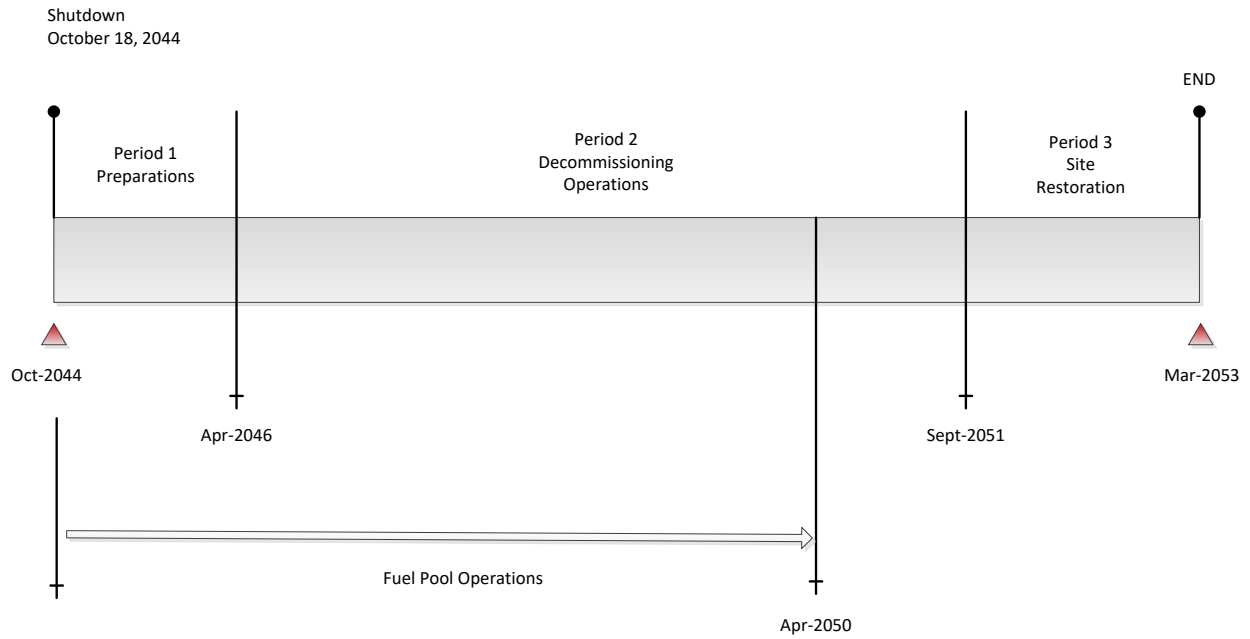 Shutdown
October 18, 2044
END
Period 1
Preparations
Period 2
Decommissioning
Operations
Period 3
Site
Restoration
Oct-2044
Mar-2053
Apr-2046
Sept-2051
Fuel Pool Operations
Apr-2050